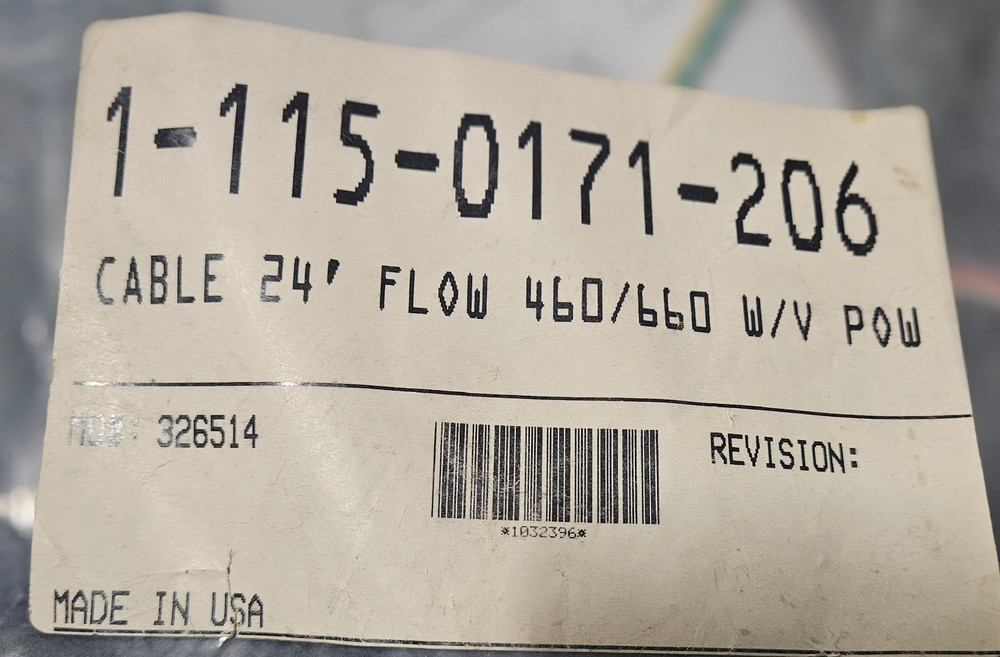 1-115-0171-206
CABLE 24' FLOW 460/660 W/V POW
326514
REVISION:
*1032396*
MADE IN USA